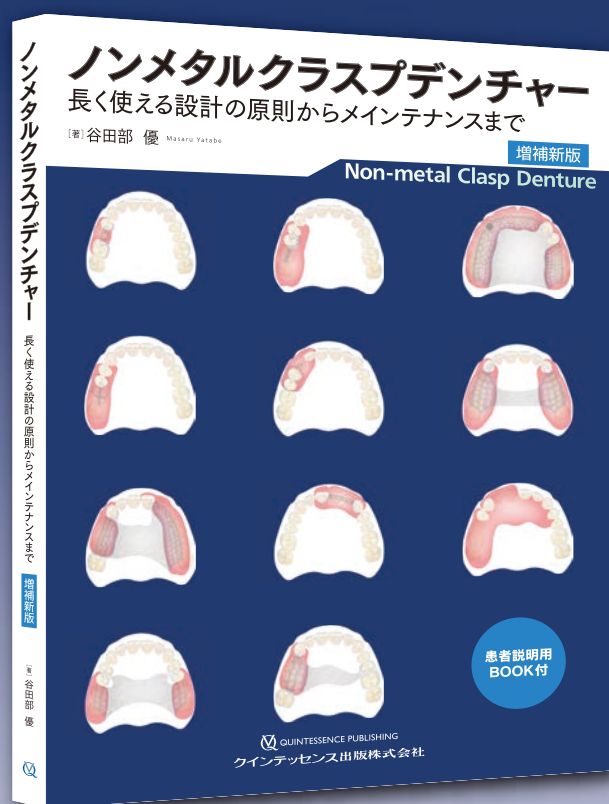 ノンメタルクラスプデンチャー
長く使える設計の原則からメインテナンスまで
[著]谷田部 優 Masaru Yatabe
増補新版
Non-metal Clasp Denture
患者説明用
BOOK付
QUINTESSENCE PUBLISHING
クインテッセンス出版株式会社
ノンメタルクラスプデンチャー
長く使える設計の原則からメインテナンスまで
増補新版
[著]谷田部 優